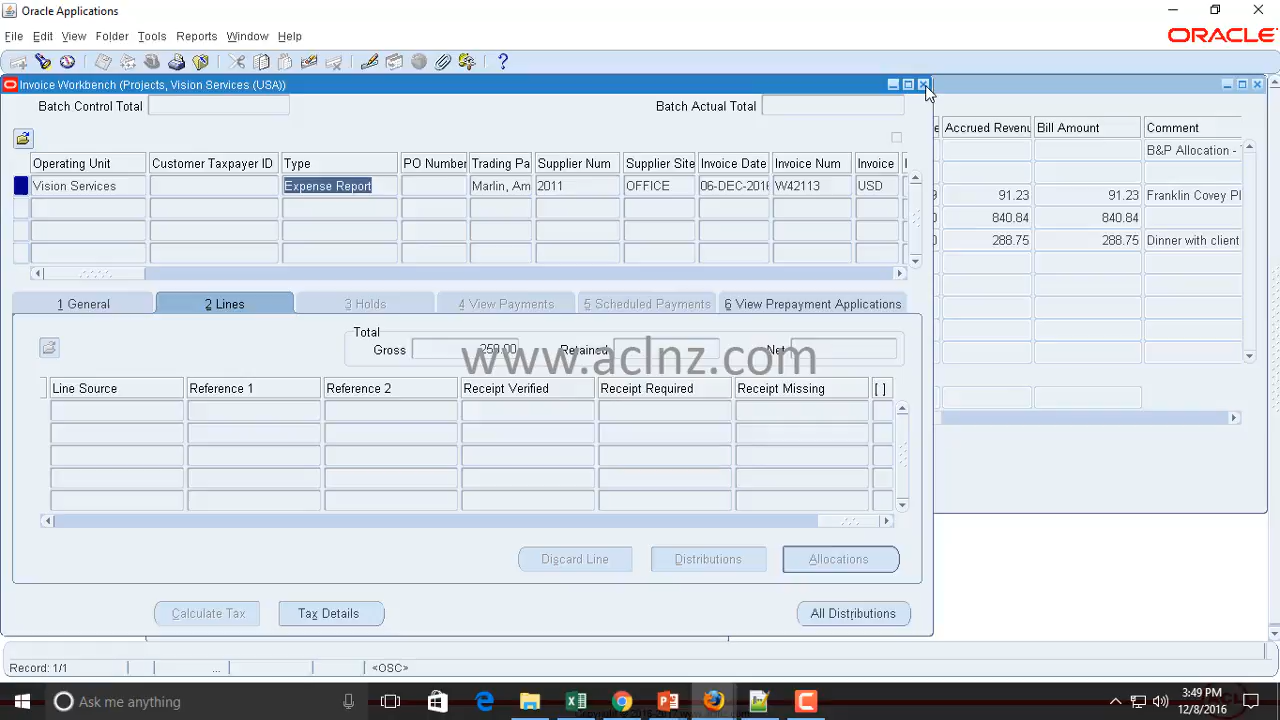 Oracle Applications
File Edit View Folder Tools Reports Window Help
ORACLE
Invoice Workbench (Projects, Vision Services (USA))
Batch Control Total
Batch Actual Total
Operating Unit Customer Taxpayer ID Type PO Number Trading Pa Supplier Num Supplier Site Invoice Date Invoice Num Invoice
Vision Services Expense Report Marlin, Am 2011 OFFICE 06-DEC-2016 W42113 USD
Accrued Revenu Bill Amount Comment
B&P Allocation -
91.23 91.23 Franklin Covey Pl
840.84 840.84
288.75 288.75 Dinner with client
1 General 2 Lines 3 Holds 4 View Payments 5 Scheduled Payments 6 View Prepayment Applications
Total
Gross 259.00 Retained Net
www.aclnz.com
Line Source Reference 1 Reference 2 Receipt Verified Receipt Required Receipt Missing [ ]
Discard Line Distributions Allocations
Calculate Tax Tax Details All Distributions
Record: 1/1 ... <OSC>
Ask me anything
3:49 PM
12/8/2016